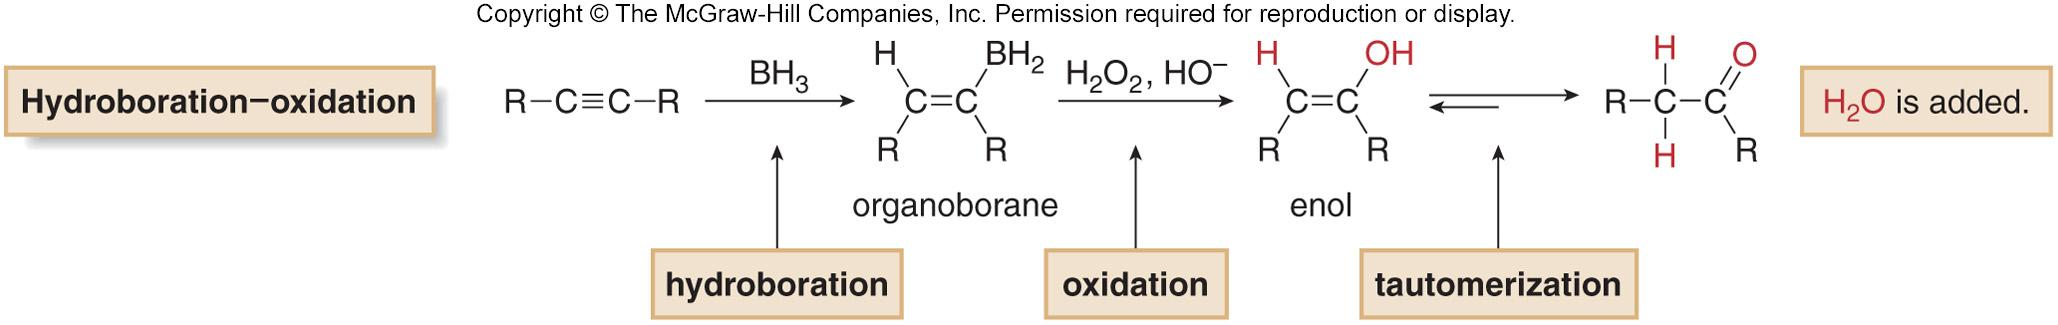 Copyright © The McGraw-Hill Companies, Inc. Permission required for reproduction or display.
Hydroboration–oxidation
R–C≡C–R
BH₃
H
BH₂
C=C
R
R
organoborane
H₂O₂, HO⁻
H
OH
C=C
R
R
enol
H
O
R–C–C
H
R
H₂O is added.
hydroboration
oxidation
tautomerization